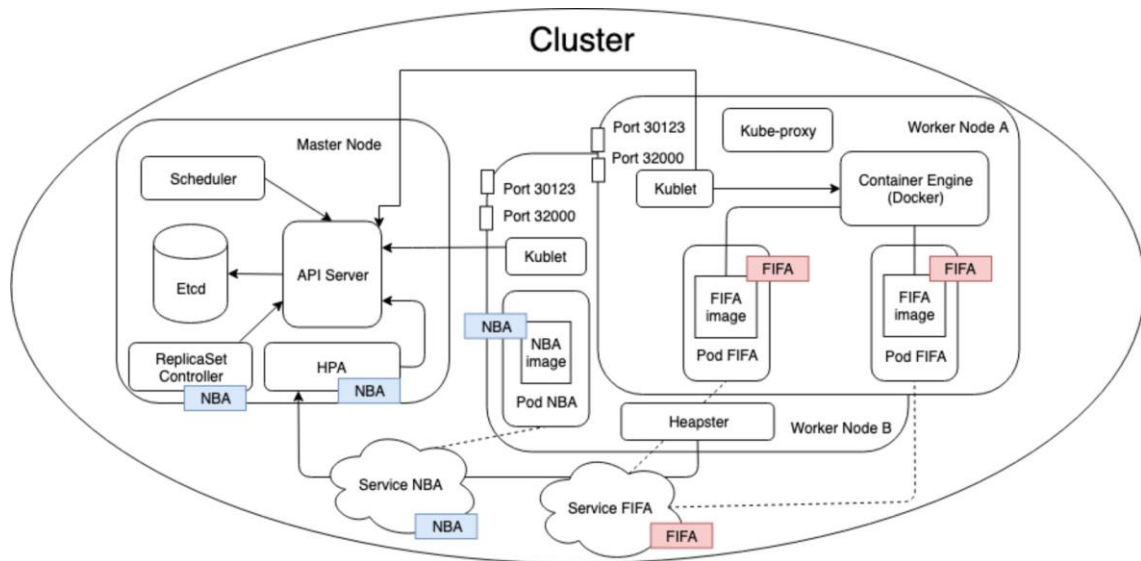 Cluster
Master Node
Scheduler
Etcd
API Server
ReplicaSet
Controller
NBA
HPA
NBA
Port 30123
Port 32000
Kublet
NBA
NBA
image
Pod NBA
Worker Node B
Port 30123
Port 32000
Kube-proxy
Worker Node A
Kublet
Container Engine
(Docker)
FIFA
FIFA
image
Pod FIFA
FIFA
FIFA
image
Pod FIFA
Heapster
Service NBA
NBA
Service FIFA
FIFA